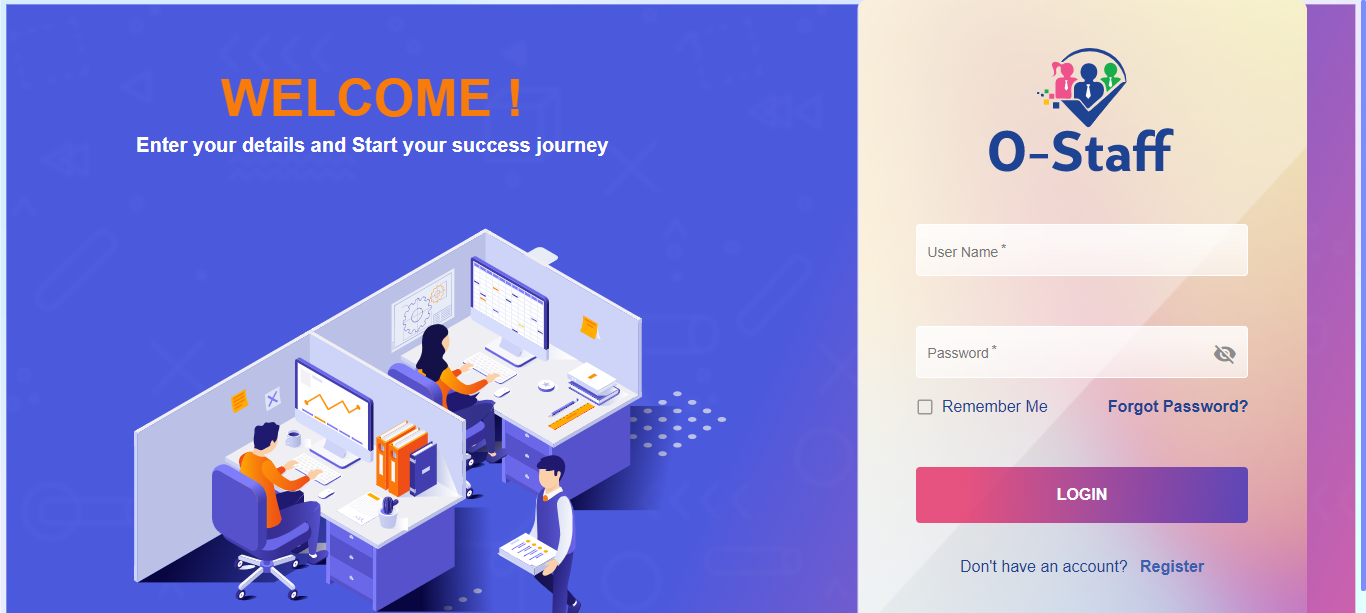 WELCOME !
Enter your details and Start your success journey
O-Staff
User Name *
Password *
Remember Me
Forgot Password?
LOGIN
Don't have an account? Register